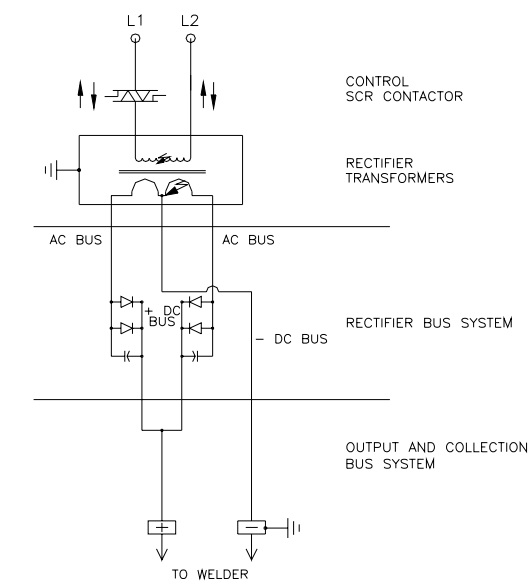 L1 L2
CONTROL
SCR CONTACTOR
RECTIFIER
TRANSFORMERS
AC BUS AC BUS
+ DC
BUS
RECTIFIER BUS SYSTEM
- DC BUS
OUTPUT AND COLLECTION
BUS SYSTEM
+ -
TO WELDER